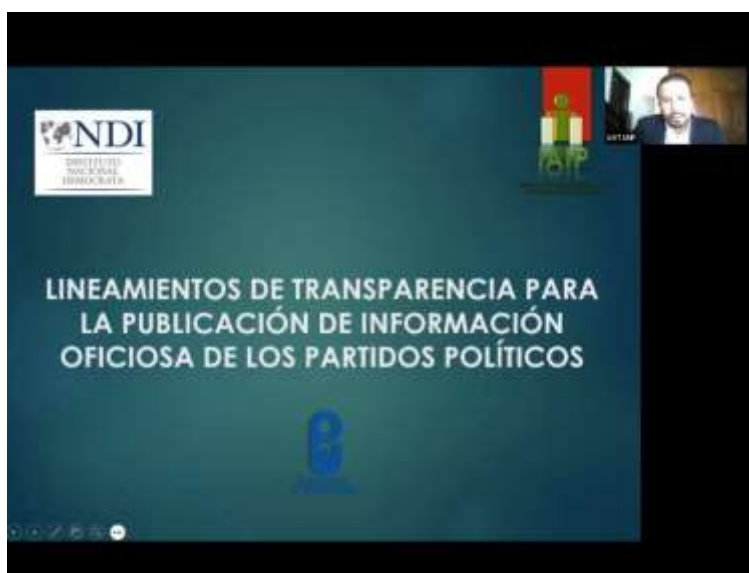 NDI
INSTITUTO
NACIONAL
DEMÓCRATA
IAIP
LINEAMIENTOS DE TRANSPARENCIA PARA
LA PUBLICACIÓN DE INFORMACIÓN
OFICIOSA DE LOS PARTIDOS POLÍTICOS